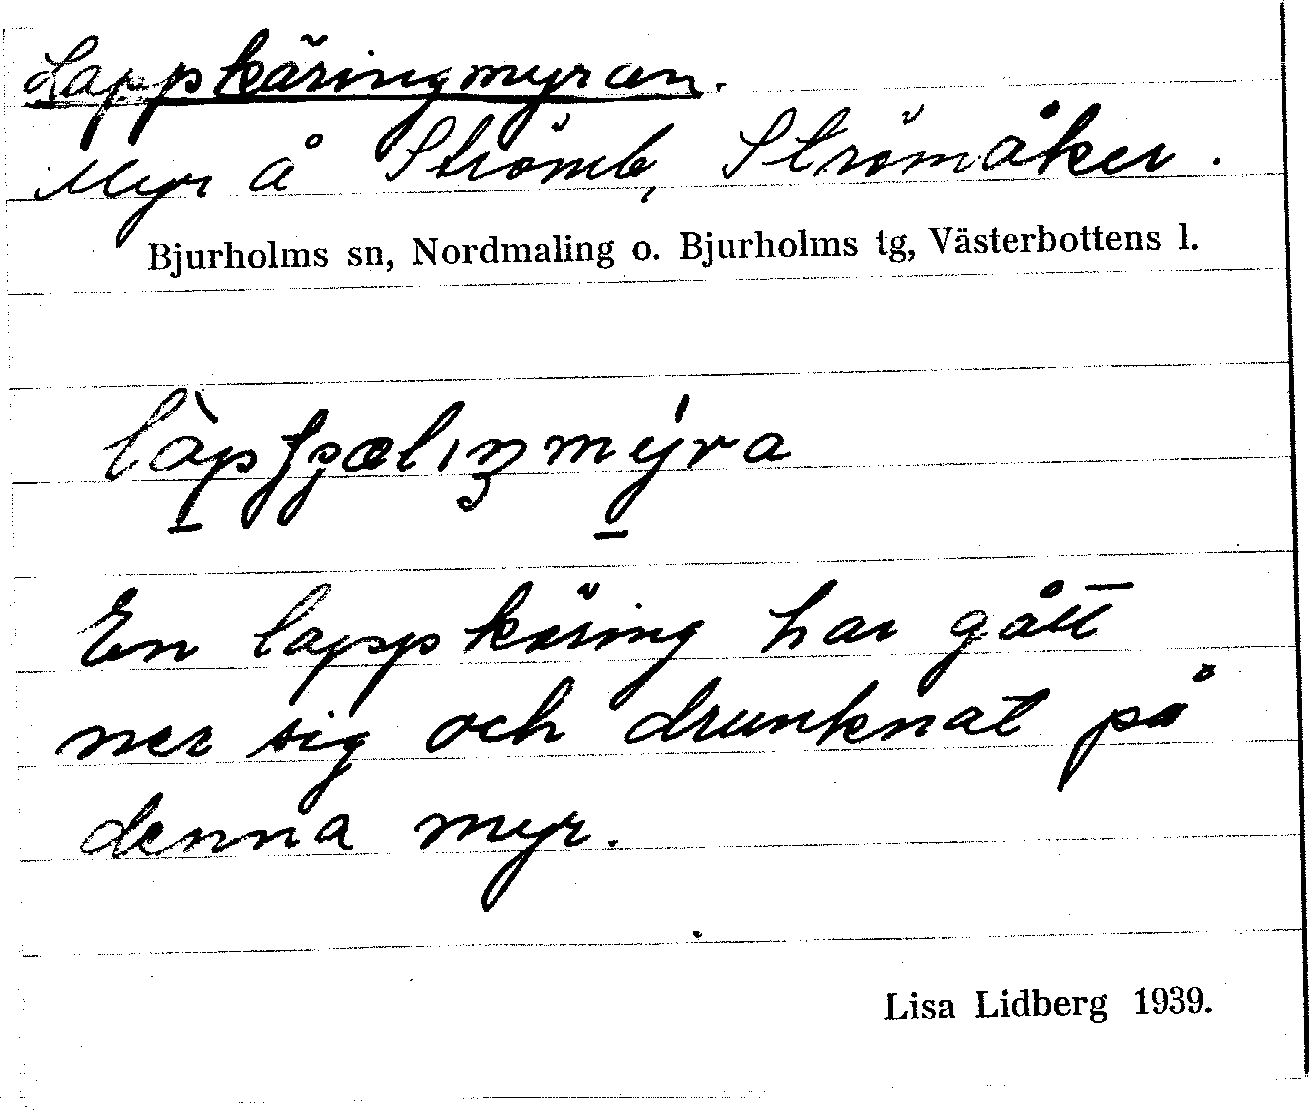 Lappkäringmyran.
Myr å Strömb, Strömåker.
Bjurholms sn, Nordmaling o. Bjurholms tg, Västerbottens l.
En lappkäring har gått
ner sig och drunknat på
denna myr.
Lisa Lidberg 1939.